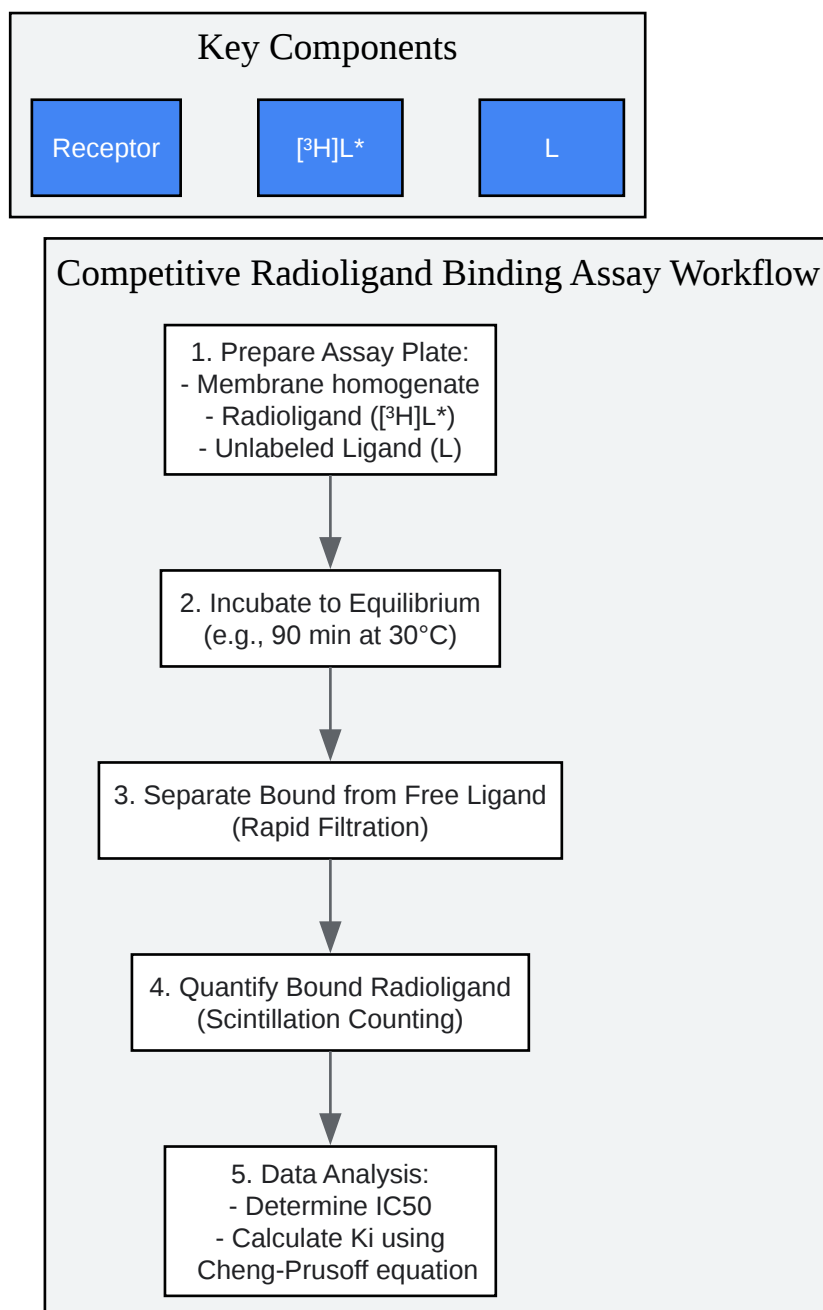 Key Components
Receptor
[³H]L*
L
Competitive Radioligand Binding Assay Workflow
1. Prepare Assay Plate:
- Membrane homogenate
- Radioligand ([³H]L*)
- Unlabeled Ligand (L)
2. Incubate to Equilibrium
(e.g., 90 min at 30°C)
3. Separate Bound from Free Ligand
(Rapid Filtration)
4. Quantify Bound Radioligand
(Scintillation Counting)
5. Data Analysis:
- Determine IC50
- Calculate Ki using
Cheng-Prusoff equation